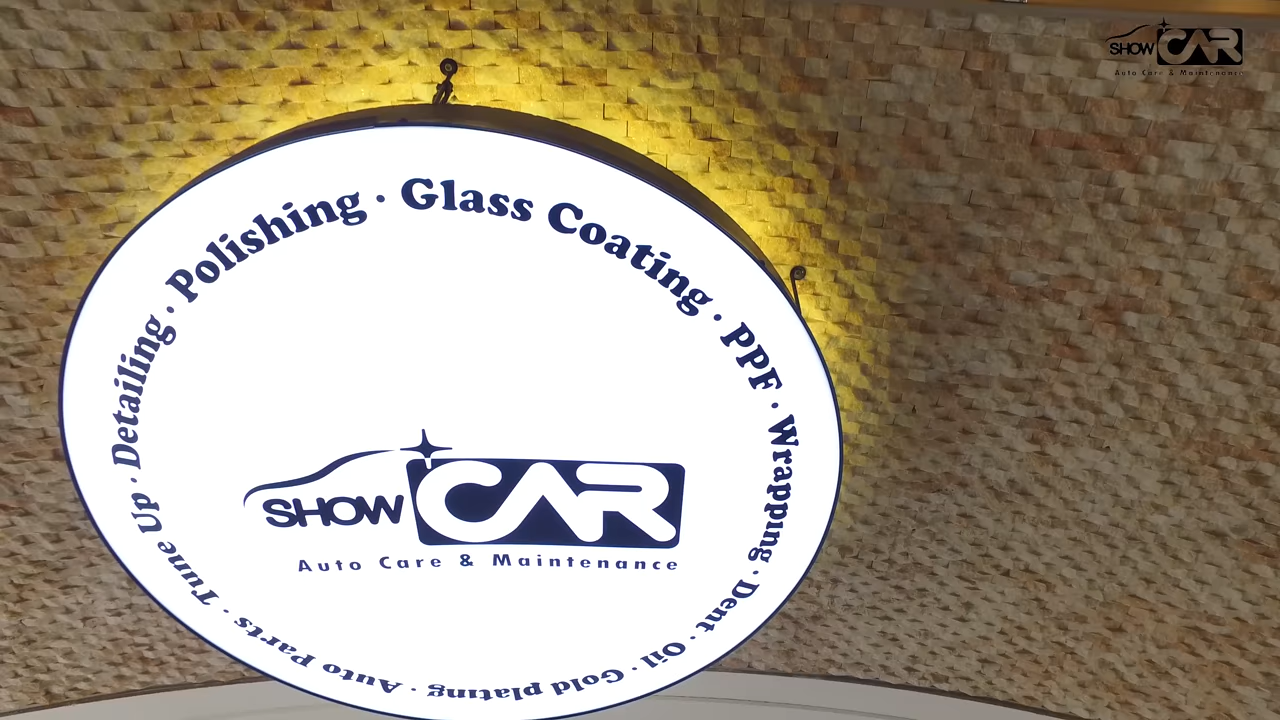 Polishing · Glass Coating · PPF · Wrapping · Dent · Oil · Gold plating · Auto Parts · Tune Up · Detailing ·
SHOW CAR
Auto Care & Maintenance
SHOW CAR
Auto Care & Maintenance